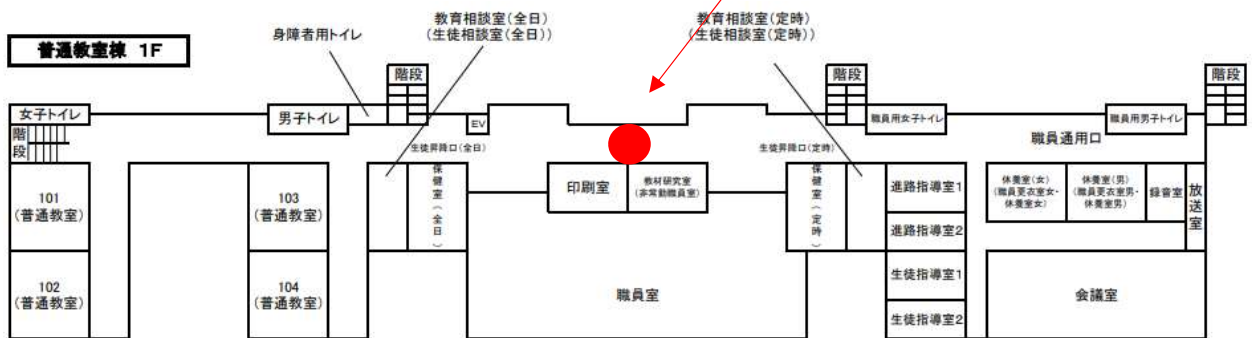 普通教室棟 1F
身障者用トイレ
教育相談室(全日)
(生徒相談室(全日))
教育相談室(定時)
(生徒相談室(定時))
階段
階段
階段
女子トイレ
男子トイレ
EV
職員用女子トイレ
職員用男子トイレ
階段
生徒昇降口(全日)
生徒昇降口(定時)
職員通用口
101
(普通教室)
103
(普通教室)
保健室(全日)
印刷室
教材研究室
(非常勤職員室)
保健室(定時)
進路指導室1
休養室(女)
(職員更衣室女・
休養室女)
休養室(男)
(職員更衣室男・
休養室男)
録音室
放送室
進路指導室2
102
(普通教室)
104
(普通教室)
職員室
生徒指導室1
会議室
生徒指導室2